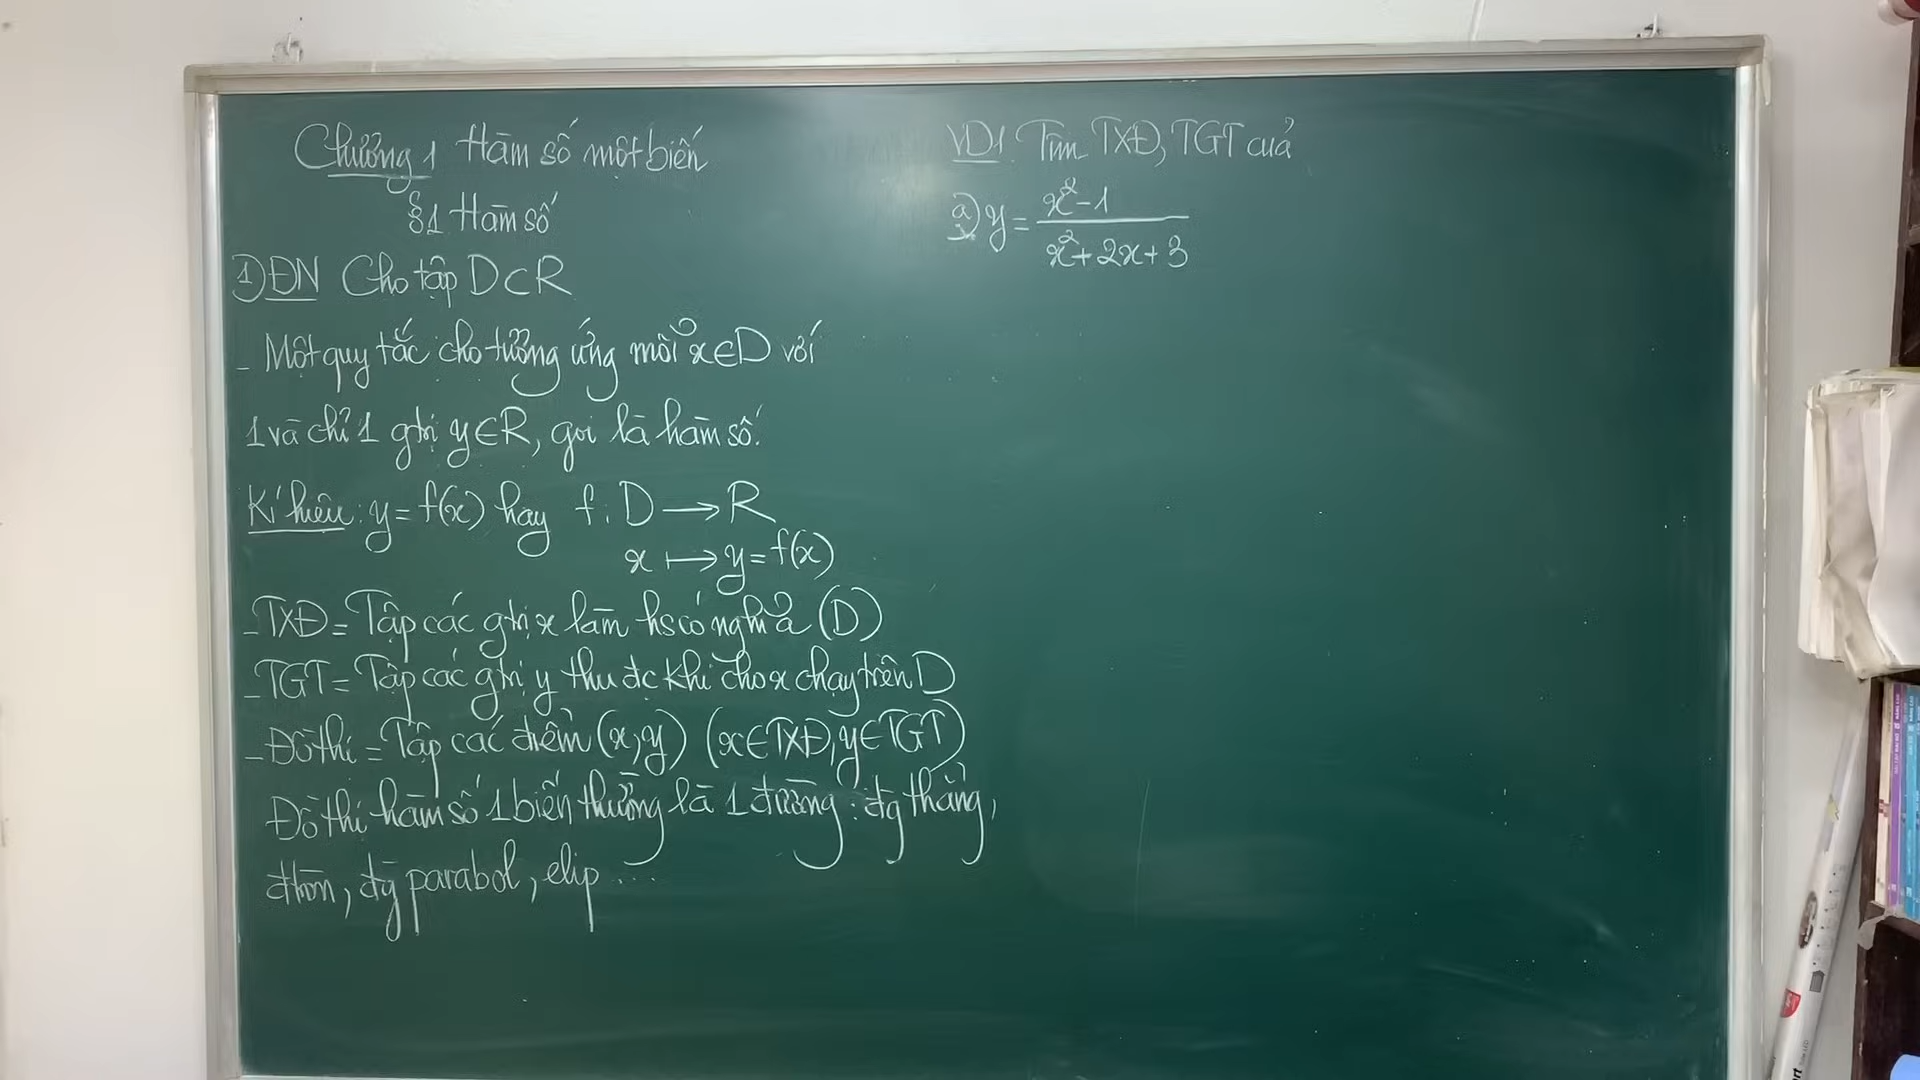 Chương 1 Hàm số một biến
§1 Hàm số
1) ĐN Cho tập D⊂R
- Một quy tắc cho tương ứng mỗi x∈D với
1 và chỉ 1 gtrị y∈R, gọi là hàm số.
Kí hiệu: y = f(x) hay f: D ⟶ R
x ⟼ y = f(x)
- TXĐ = Tập các gtrị x làm hs có nghĩa (D)
- TGT = Tập các gtrị y thu đc khi cho x chạy trên D
- Đồ thị = Tập các điểm (x, y) (x∈TXĐ, y∈TGT)
Đồ thị hàm số 1 biến thường là 1 đường: đg thẳng,
đtròn, đg parabol, elip ...
VD1. Tìm TXĐ, TGT của
a) y = (x²-1)/(x²+2x+3)